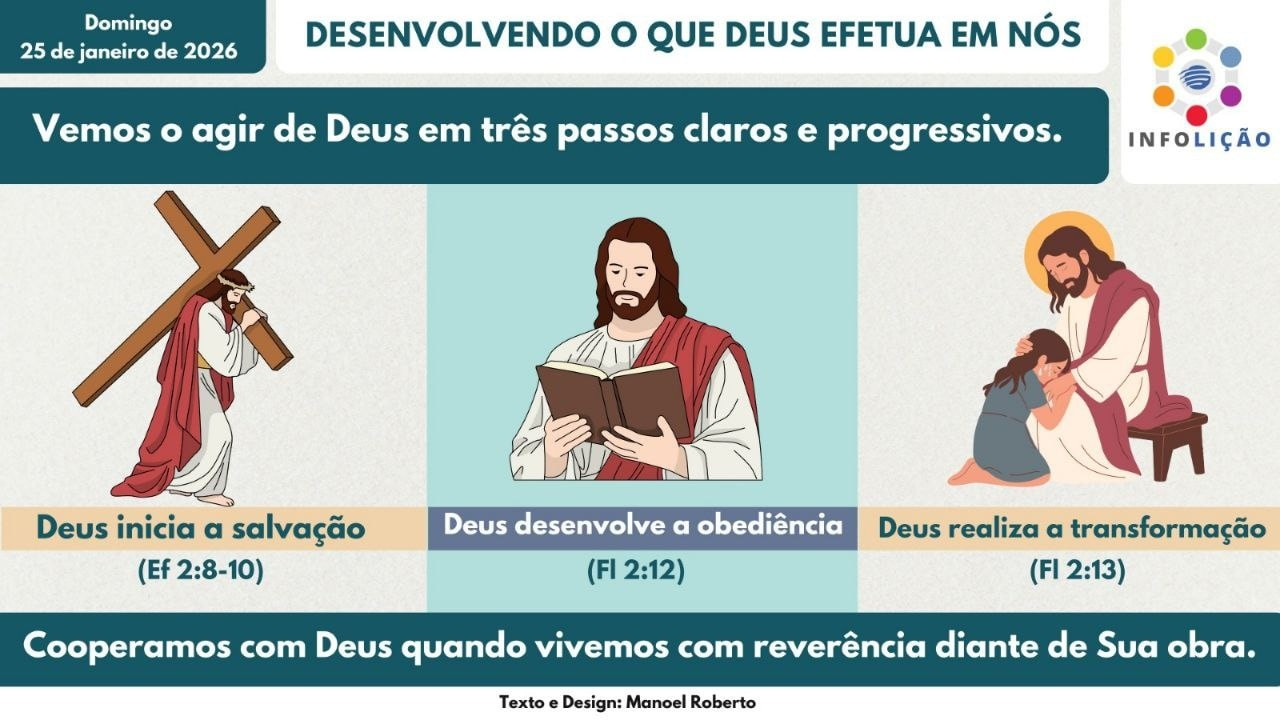 Domingo
25 de janeiro de 2026
DESENVOLVENDO O QUE DEUS EFETUA EM NÓS
INFOLIÇÃO
Vemos o agir de Deus em três passos claros e progressivos.
Deus inicia a salvação
(Ef 2:8-10)
Deus desenvolve a obediência
(Fl 2:12)
Deus realiza a transformação
(Fl 2:13)
Cooperamos com Deus quando vivemos com reverência diante de Sua obra.
Texto e Design: Manoel Roberto